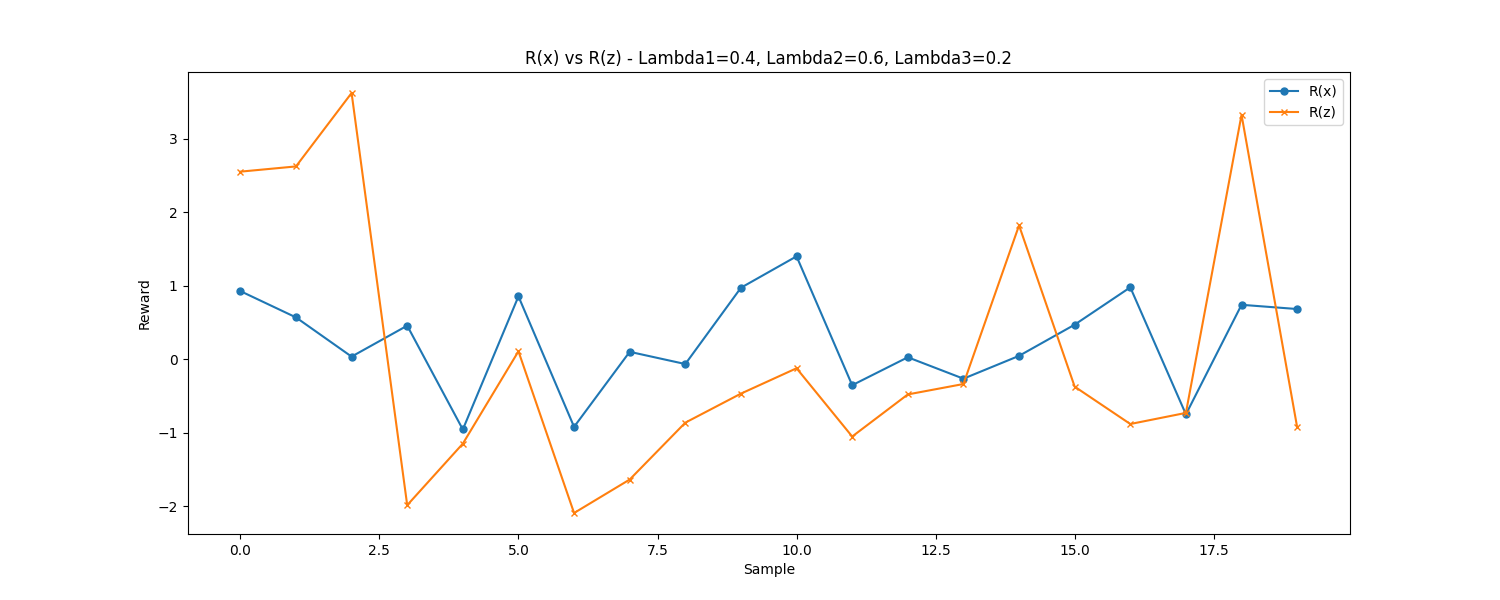 R(x) vs R(z) - Lambda1=0.4, Lambda2=0.6, Lambda3=0.2
R(x)
R(z)
Reward
3
2
1
0
−1
−2
0.0 2.5 5.0 7.5 10.0 12.5 15.0 17.5
Sample